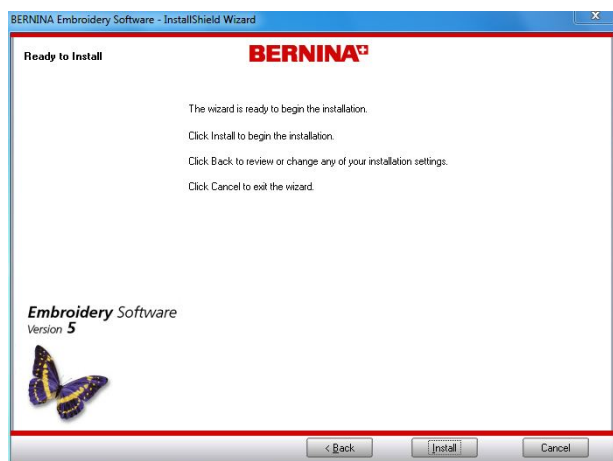 BERNINA Embroidery Software - InstallShield Wizard
x
Ready to Install
BERNINA
The wizard is ready to begin the installation.
Click Install to begin the installation.
Click Back to review or change any of your installation settings.
Click Cancel to exit the wizard.
Embroidery Software
Version 5
< Back
Install
Cancel